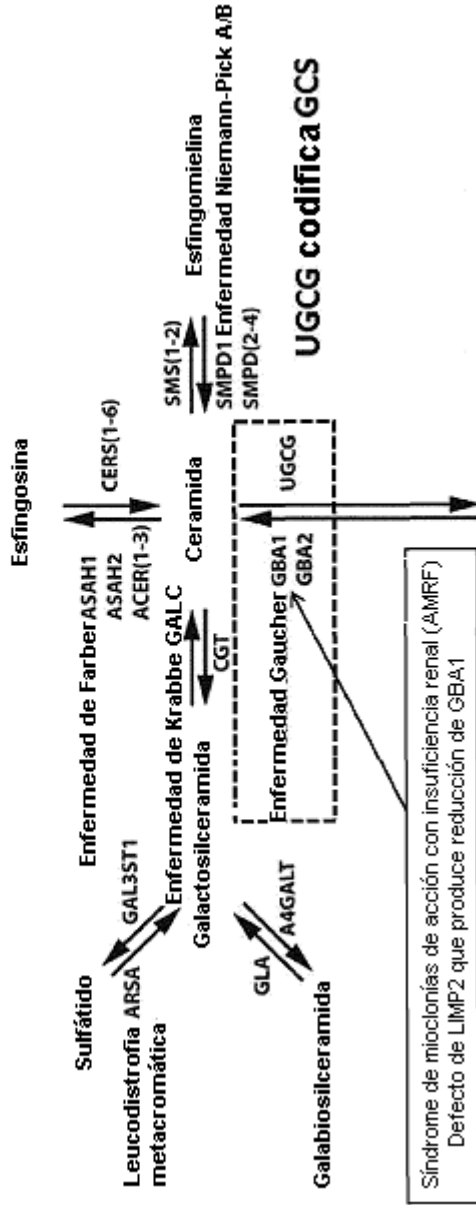 Esfingosina
Enfermedad de Farber ASAH1
ASAH2
ACER(1-3)
CERS(1-6)
Sulfátido
Leucodistrofia ARSA
metacromática
GAL3ST1
Enfermedad de Krabbe GALC
Galactosilceramida
CGT
Ceramida
SMS(1-2)
Esfingomielina
SMPD1 Enfermedad Niemann-Pick A/B
SMPD(2-4)
GLA
A4GALT
Galabiosilceramida
Enfermedad Gaucher GBA1
GBA2
UGCG
UGCG codifica GCS
Síndrome de mioclonías de acción con insuficiencia renal (AMRF)
Defecto de LIMP2 que produce reducción de GBA1